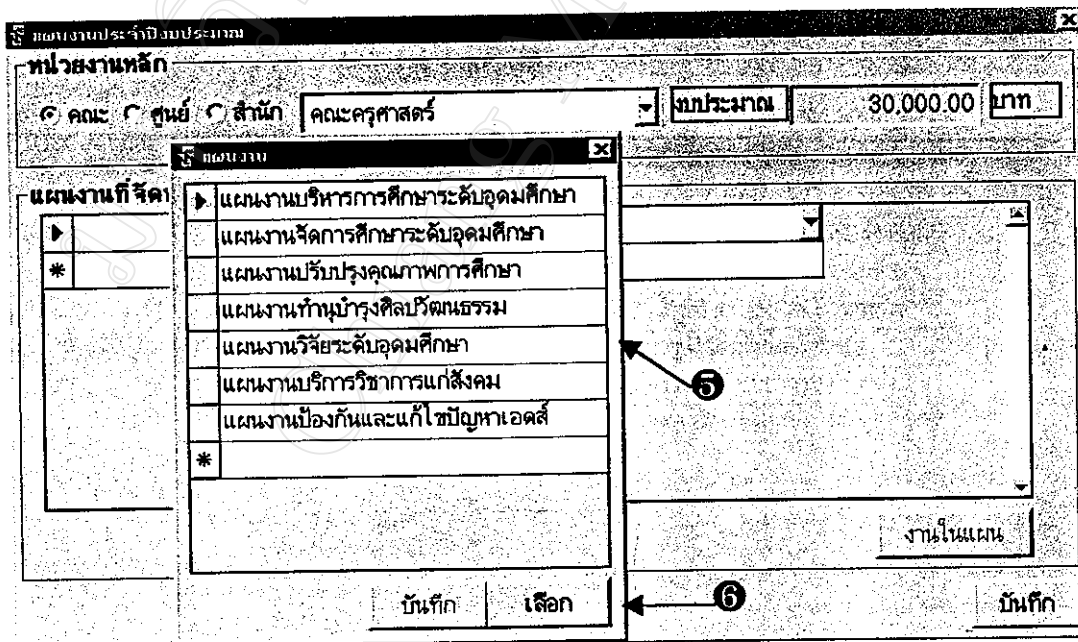 แผนงานประจำปีงบประมาณ
หน่วยงานหลัก
คณะ ศูนย์ สำนัก คณะครุศาสตร์ งบประมาณ 30,000.00 บาท
แผนงาน
แผนงานที่จัด
แผนงานบริหารการศึกษาระดับอุดมศึกษา
แผนงานจัดการศึกษาระดับอุดมศึกษา
แผนงานปรับปรุงคุณภาพการศึกษา
แผนงานทำนุบำรุงศิลปวัฒนธรรม
แผนงานวิจัยระดับอุดมศึกษา
แผนงานบริการวิชาการแก่สังคม
แผนงานป้องกันและแก้ไขปัญหาเอดส์
5
งานในแผน
บันทึก เลือก 6 บันทึก